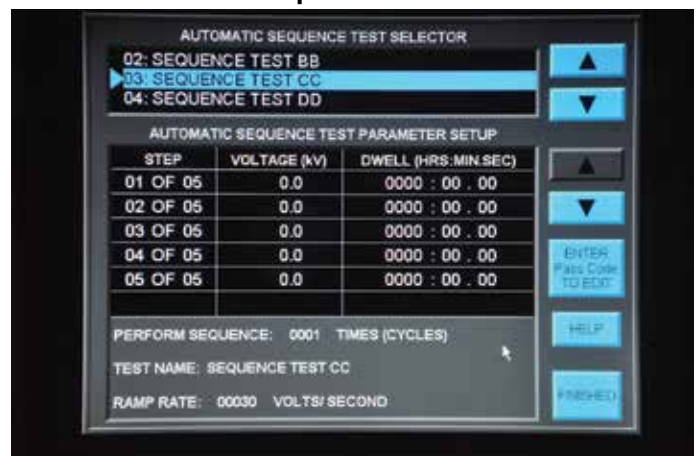 AUTOMATIC SEQUENCE TEST SELECTOR
02: SEQUENCE TEST BB
03: SEQUENCE TEST CC
04: SEQUENCE TEST DD
AUTOMATIC SEQUENCE TEST PARAMETER SETUP
STEP VOLTAGE (kV) DWELL (HRS:MIN.SEC)
01 OF 05 0.0 0000 : 00 . 00
02 OF 05 0.0 0000 : 00 . 00
03 OF 05 0.0 0000 : 00 . 00
04 OF 05 0.0 0000 : 00 . 00
05 OF 05 0.0 0000 : 00 . 00
ENTER
Pass Code
TO EDIT
PERFORM SEQUENCE: 0001 TIMES (CYCLES)
HELP
TEST NAME: SEQUENCE TEST CC
RAMP RATE: 00030 VOLTS/ SECOND
FINISHED